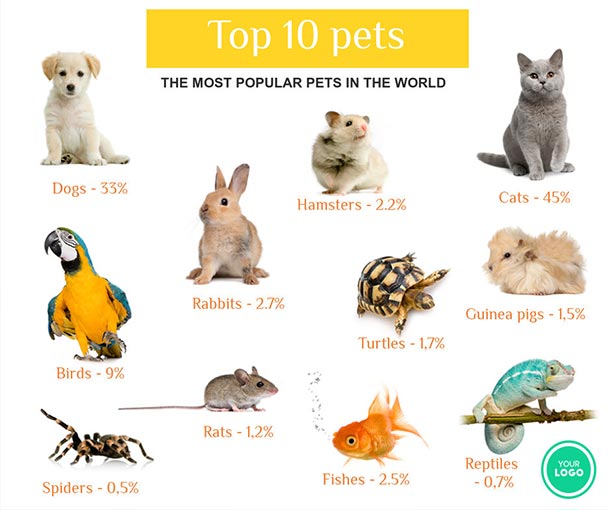 Top 10 pets
THE MOST POPULAR PETS IN THE WORLD
Dogs - 33%
Hamsters - 2.2%
Cats - 45%
Rabbits - 2.7%
Guinea pigs - 1,5%
Turtles - 1,7%
Birds - 9%
Rats - 1,2%
Fishes - 2.5%
Reptiles
- 0,7%
Spiders - 0,5%
YOUR
LOGO